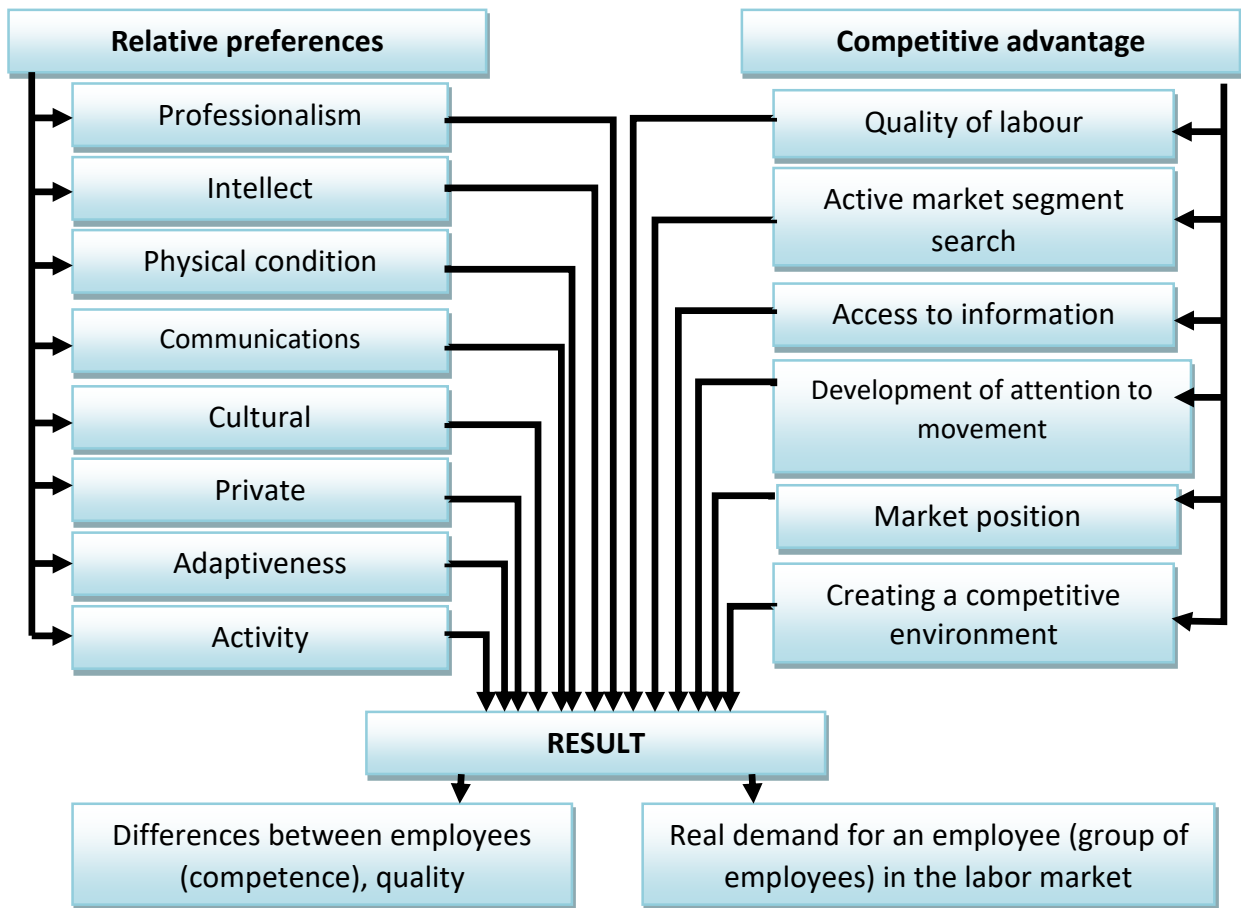 Relative preferences
Professionalism
Intellect
Physical condition
Communications
Cultural
Private
Adaptiveness
Activity
Competitive advantage
Quality of labour
Active market segment
search
Access to information
Development of attention to
movement
Market position
Creating a competitive
environment
RESULT
Differences between employees
(competence), quality
Real demand for an employee (group of
employees) in the labor market